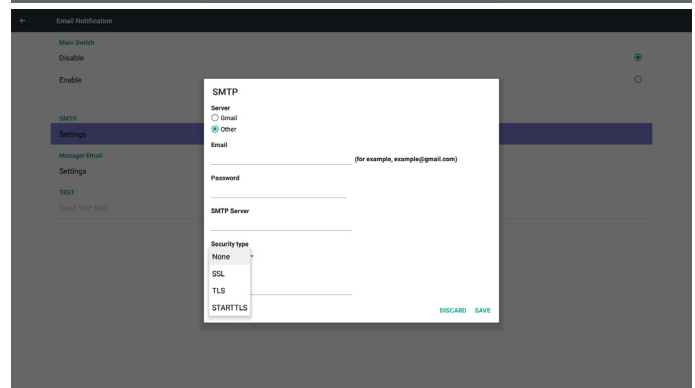 Email Notification
Main Switch
Disable
Enable
SMTP
Settings
Manager Email
Settings
TEST
Send Test Mail
SMTP
Server
Gmail
Other
Email
(for example, example@gmail.com)
Password
SMTP Server
Security type
None
SSL
TLS
STARTTLS
DISCARD SAVE